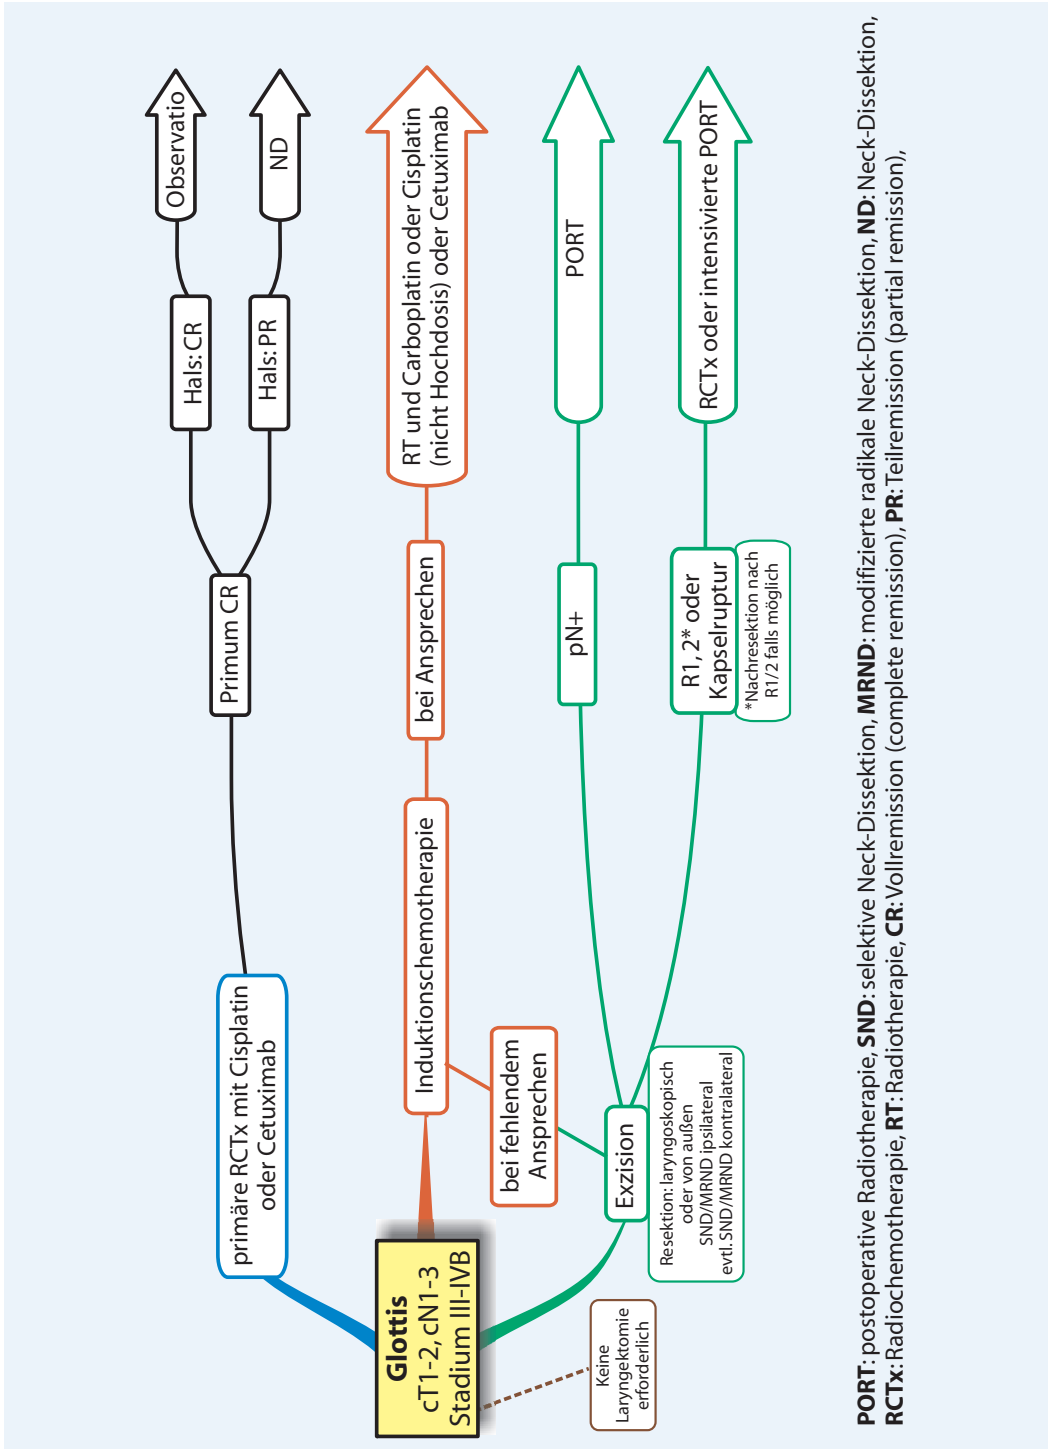 Glottis
cT1-2, cN1-3
Stadium III-IVB
primäre RCTx mit Cisplatin
oder Cetuximab
Primum CR
Hals: CR
Observatio
Hals: PR
ND
Induktionschemotherapie
bei Ansprechen
RT und Carboplatin oder Cisplatin
(nicht Hochdosis) oder Cetuximab
bei fehlendem
Ansprechen
Keine
Laryngektomie
erforderlich
Exzision
Resektion: laryngoskopisch
oder von außen
SND/MRND ipsilateral
evtl. SND/MRND kontralateral
pN+
PORT
R1, 2* oder
Kapselruptur
*Nachresektion nach
R1/2 falls möglich
RCTx oder intensivierte PORT
PORT: postoperative Radiotherapie, SND: selektive Neck-Dissektion, MRND: modifizierte radikale Neck-Dissektion, ND: Neck-Dissektion,
RCTx: Radiochemotherapie, RT: Radiotherapie, CR: Vollremission (complete remission), PR: Teilremission (partial remission),